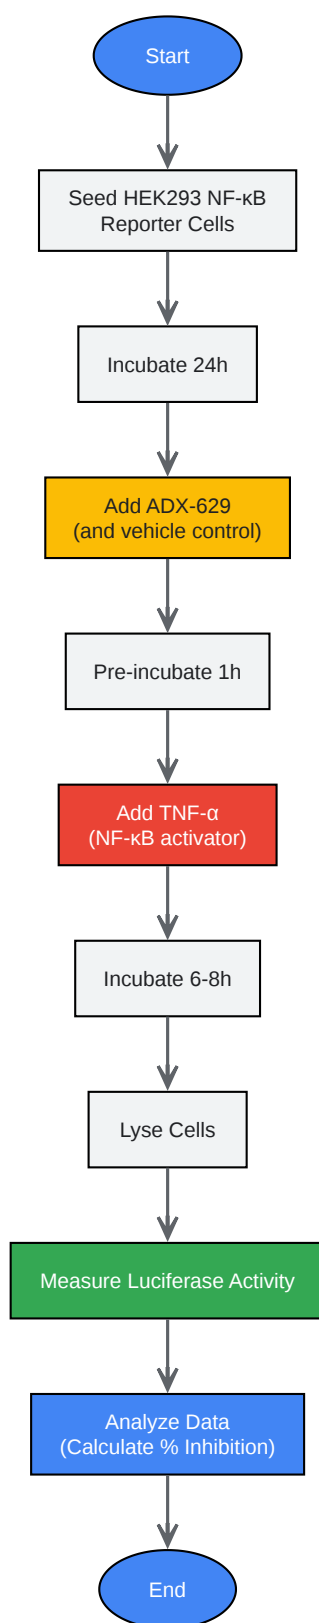 Start
Seed HEK293 NF-κB
Reporter Cells
Incubate 24h
Add ADX-629
(and vehicle control)
Pre-incubate 1h
Add TNF-α
(NF-κB activator)
Incubate 6-8h
Lyse Cells
Measure Luciferase Activity
Analyze Data
(Calculate % Inhibition)
End